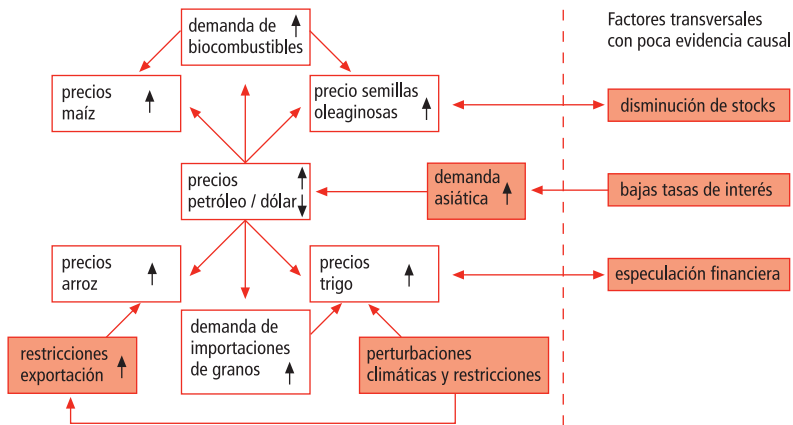 demanda de
biocombustibles
Factores transversales
con poca evidencia causal
precios
maíz
precio semillas
oleaginosas
disminución de stocks
precios
petróleo / dólar
demanda
asiática
bajas tasas de interés
precios
arroz
precios
trigo
especulación financiera
demanda de
importaciones
de granos
restricciones
exportación
perturbaciones
climáticas y restricciones